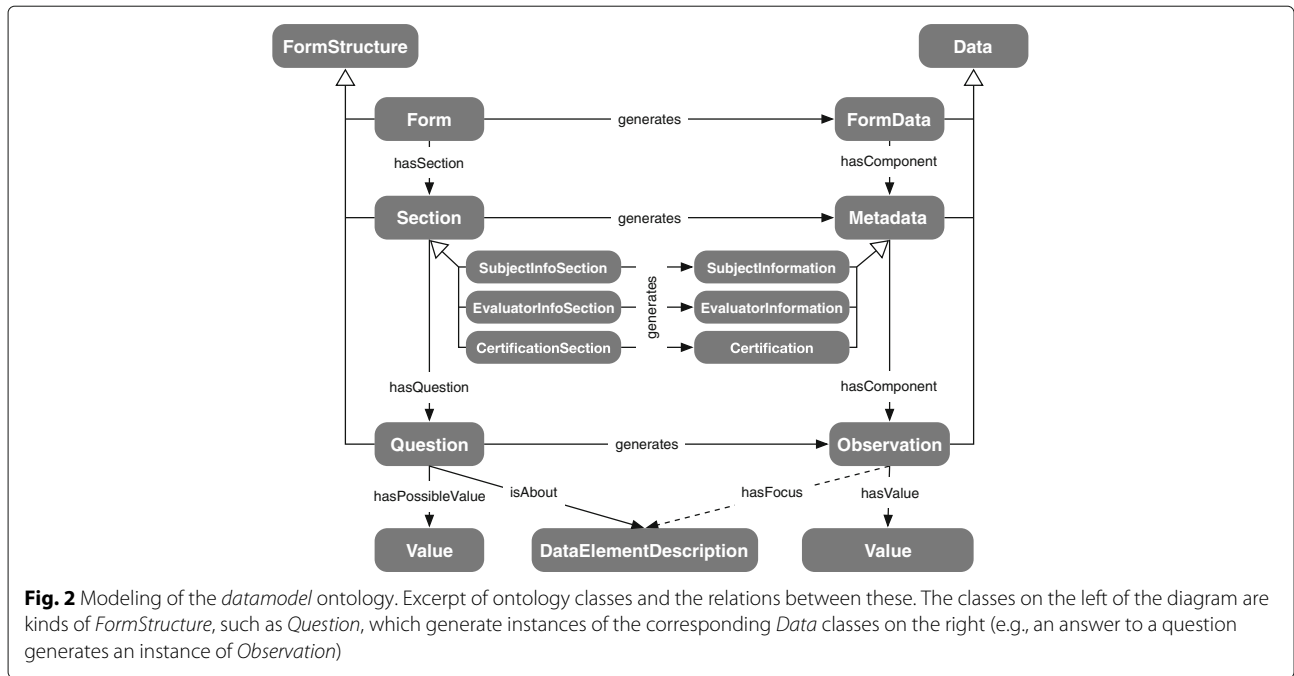 FormStructure
Data
Form
generates
FormData
hasSection
hasComponent
Section
generates
Metadata
SubjectInfoSection
SubjectInformation
generates
EvaluatorInfoSection
EvaluatorInformation
CertificationSection
Certification
hasQuestion
hasComponent
Question
generates
Observation
hasPossibleValue
isAbout
hasFocus
hasValue
Value
DataElementDescription
Value
Fig. 2 Modeling of the datamodel ontology. Excerpt of ontology classes and the relations between these. The classes on the left of the diagram are
kinds of FormStructure, such as Question, which generate instances of the corresponding Data classes on the right (e.g., an answer to a question
generates an instance of Observation)